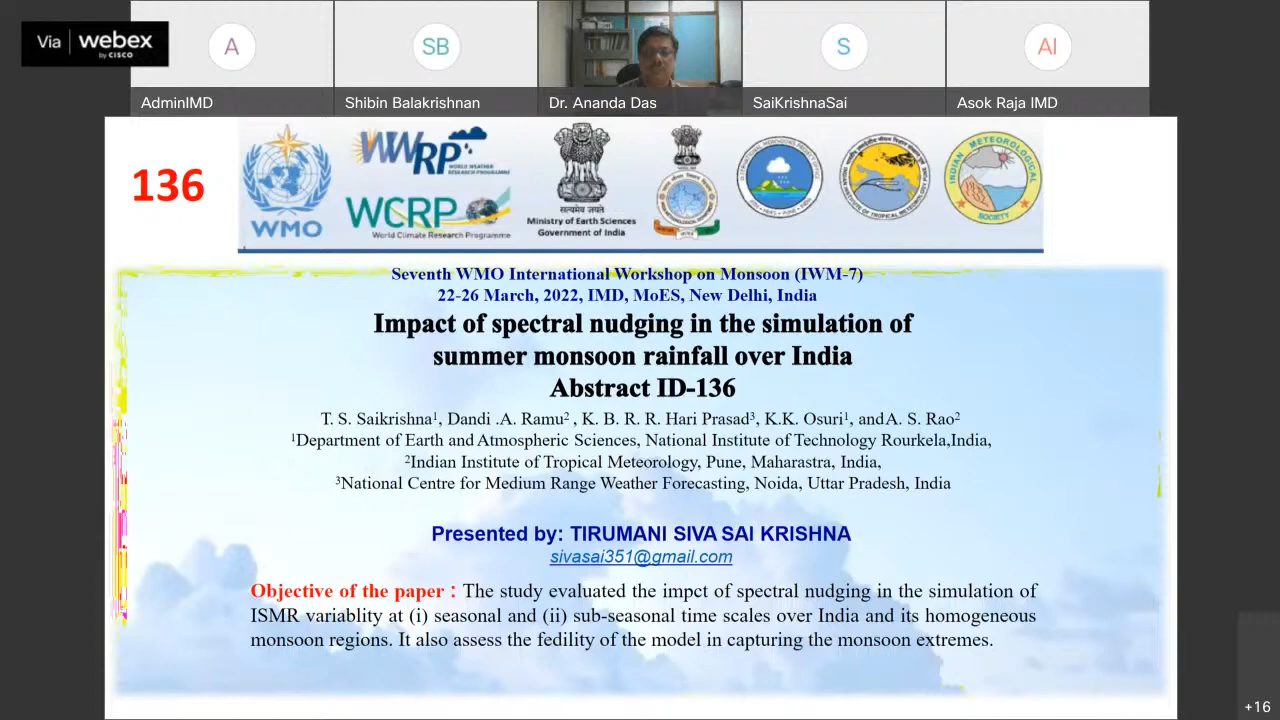 Via webex
by CISCO
A
SB
S
AI
AdminIMD
Shibin Balakrishnan
Dr. Ananda Das
SaiKrishnaSai
Asok Raja IMD
136
WMO
WWRP
WORLD WEATHER
RESEARCH PROGRAMME
WCRP
World Climate Research Programme
सत्यमेव जयते
Ministry of Earth Sciences
Government of India
INDIAN METEOROLOGICAL
SOCIETY
Seventh WMO International Workshop on Monsoon (IWM-7)
22-26 March, 2022, IMD, MoES, New Delhi, India
Impact of spectral nudging in the simulation of
summer monsoon rainfall over India
Abstract ID-136
T. S. Saikrishna¹, Dandi .A. Ramu² , K. B. R. R. Hari Prasad³, K.K. Osuri¹, and A. S. Rao²
¹Department of Earth and Atmospheric Sciences, National Institute of Technology Rourkela,India,
²Indian Institute of Tropical Meteorology, Pune, Maharastra, India,
³National Centre for Medium Range Weather Forecasting, Noida, Uttar Pradesh, India
Presented by: TIRUMANI SIVA SAI KRISHNA
sivasai351@gmail.com
Objective of the paper : The study evaluated the impct of spectral nudging in the simulation of
ISMR variablity at (i) seasonal and (ii) sub-seasonal time scales over India and its homogeneous
monsoon regions. It also assess the fedility of the model in capturing the monsoon extremes.
+16